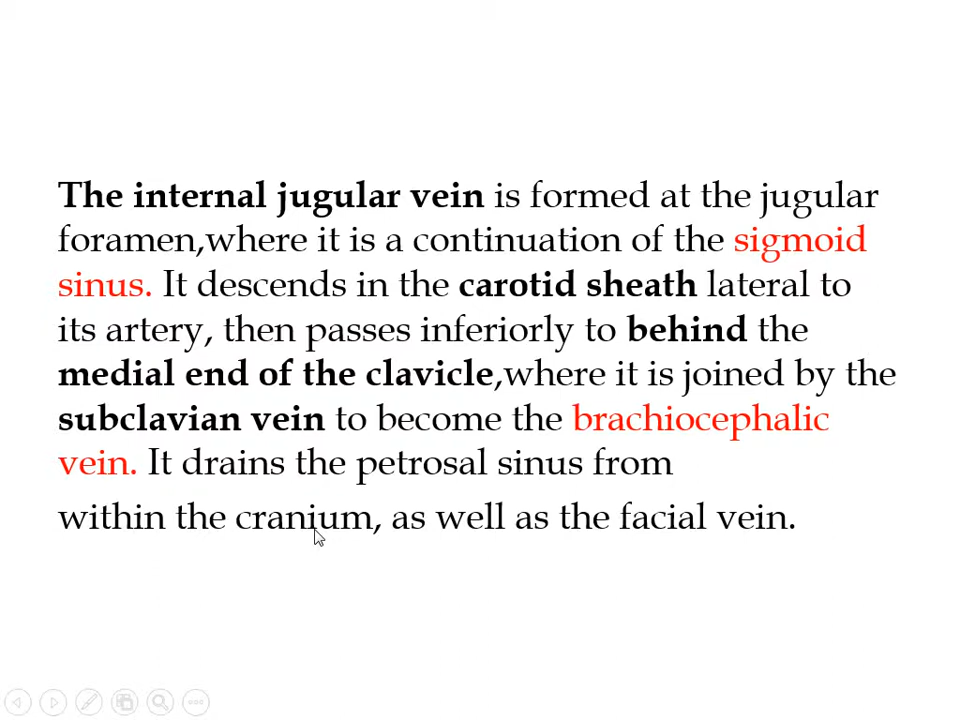 The internal jugular vein is formed at the jugular
foramen,where it is a continuation of the sigmoid
sinus. It descends in the carotid sheath lateral to
its artery, then passes inferiorly to behind the
medial end of the clavicle,where it is joined by the
subclavian vein to become the brachiocephalic
vein. It drains the petrosal sinus from
within the cranium, as well as the facial vein.